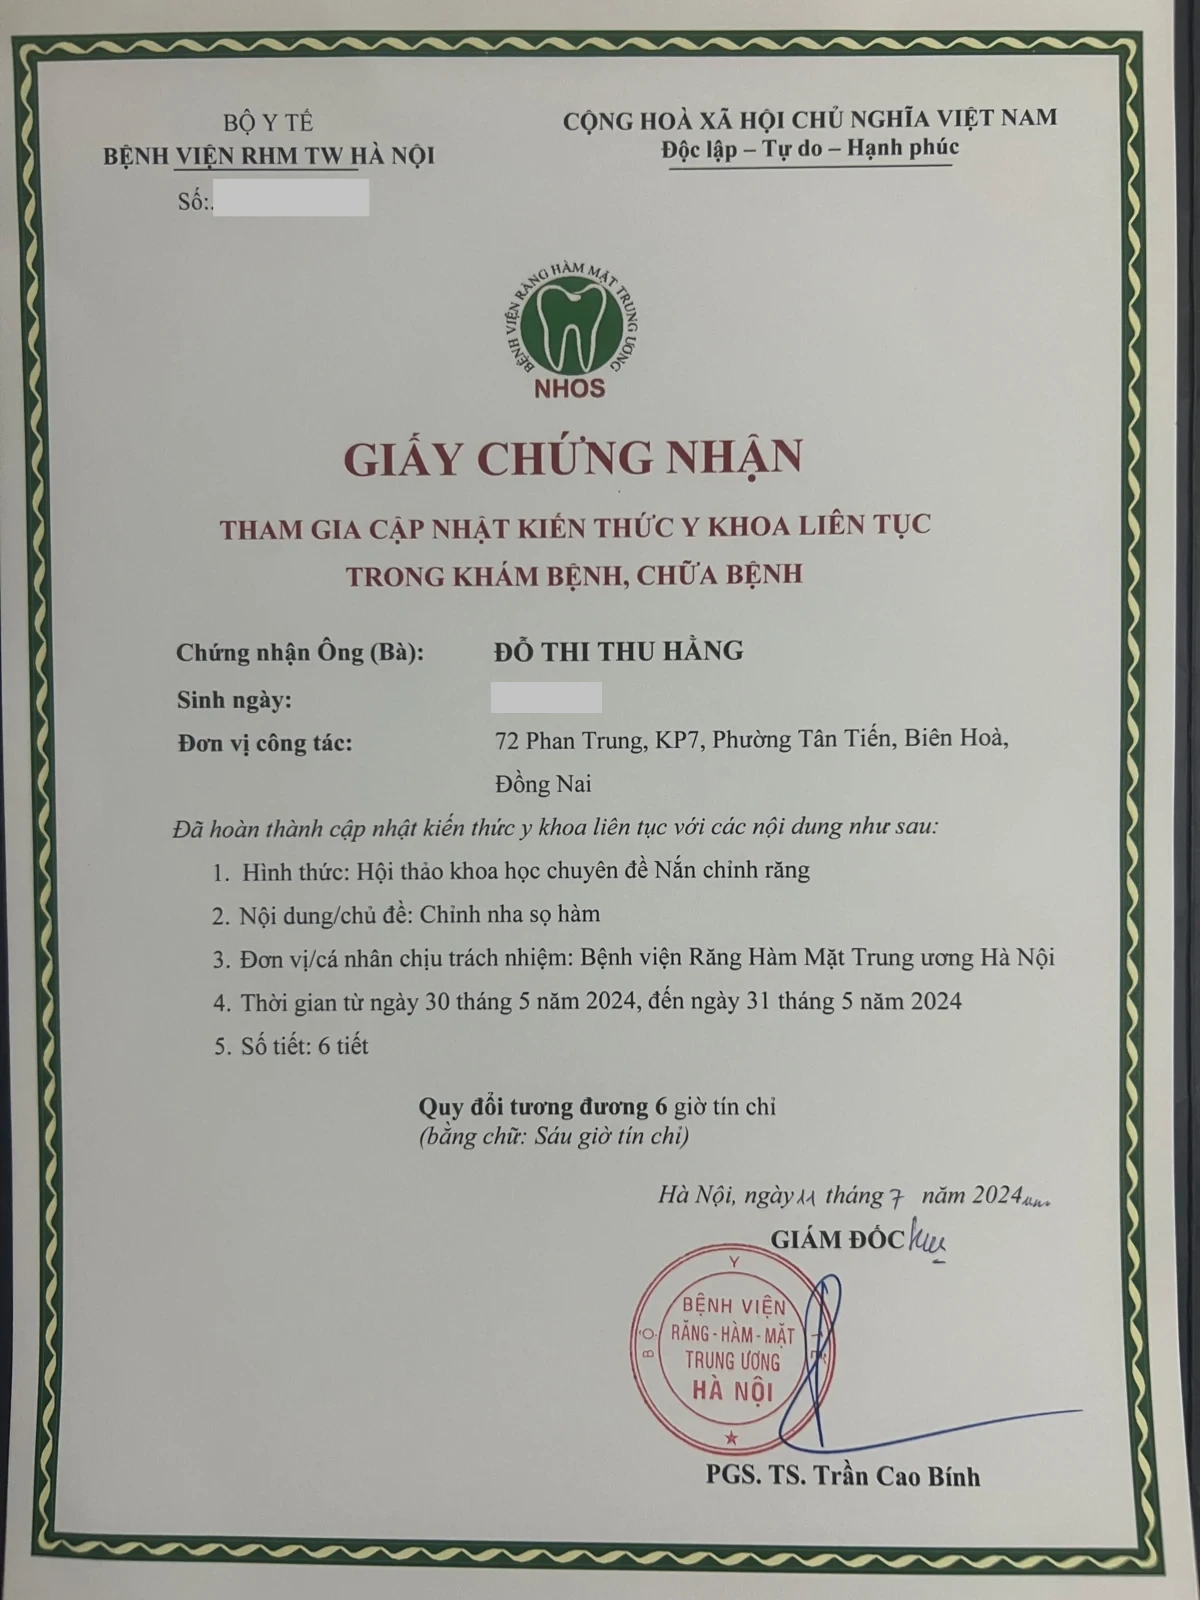 BỘ Y TẾ
BỆNH VIỆN RHM TW HÀ NỘI
Số:.
CỘNG HOÀ XÃ HỘI CHỦ NGHĨA VIỆT NAM
Độc lập – Tự do – Hạnh phúc
BỆNH VIỆN RĂNG HÀM MẶT TRUNG ƯƠNG
NHOS
GIẤY CHỨNG NHẬN
THAM GIA CẬP NHẬT KIẾN THỨC Y KHOA LIÊN TỤC
TRONG KHÁM BỆNH, CHỮA BỆNH
Chứng nhận Ông (Bà): ĐỖ THI THU HẰNG
Sinh ngày:
Đơn vị công tác: 72 Phan Trung, KP7, Phường Tân Tiến, Biên Hoà,
Đồng Nai
Đã hoàn thành cập nhật kiến thức y khoa liên tục với các nội dung như sau:
1. Hình thức: Hội thảo khoa học chuyên đề Nắn chỉnh răng
2. Nội dung/chủ đề: Chỉnh nha sọ hàm
3. Đơn vị/cá nhân chịu trách nhiệm: Bệnh viện Răng Hàm Mặt Trung ương Hà Nội
4. Thời gian từ ngày 30 tháng 5 năm 2024, đến ngày 31 tháng 5 năm 2024
5. Số tiết: 6 tiết
Quy đổi tương đương 6 giờ tín chỉ
(bằng chữ: Sáu giờ tín chỉ)
Hà Nội, ngày 11 tháng 7 năm 2024
GIÁM ĐỐC
BỘ Y TẾ
BỆNH VIỆN
RĂNG - HÀM - MẶT
TRUNG ƯƠNG
HÀ NỘI
PGS. TS. Trần Cao Bính